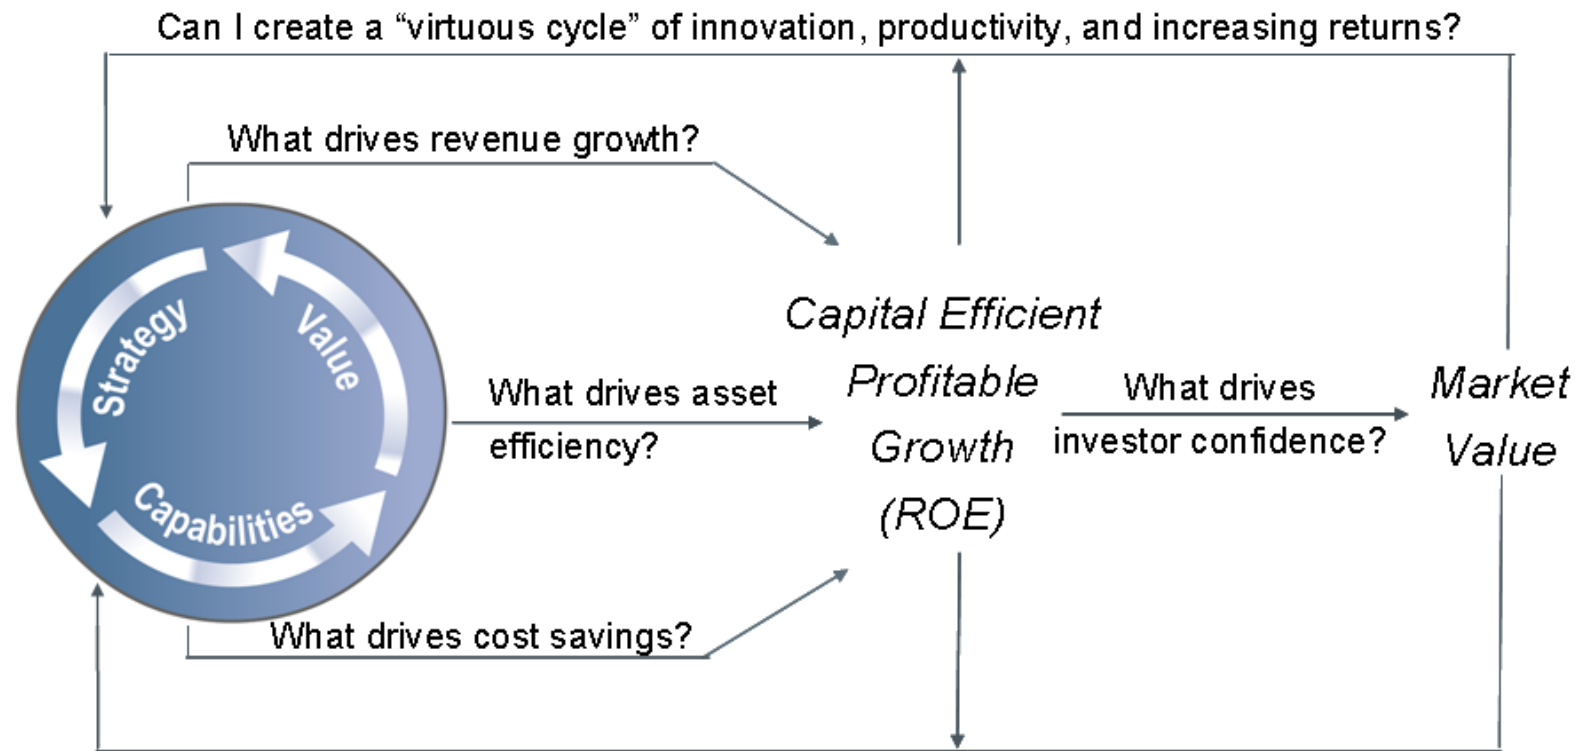 Can I create a “virtuous cycle” of innovation, productivity, and increasing returns?
What drives revenue growth?
Strategy
Value
Capabilities
What drives asset
efficiency?
What drives cost savings?
Capital Efficient
Profitable
Growth
(ROE)
What drives
investor confidence?
Market
Value